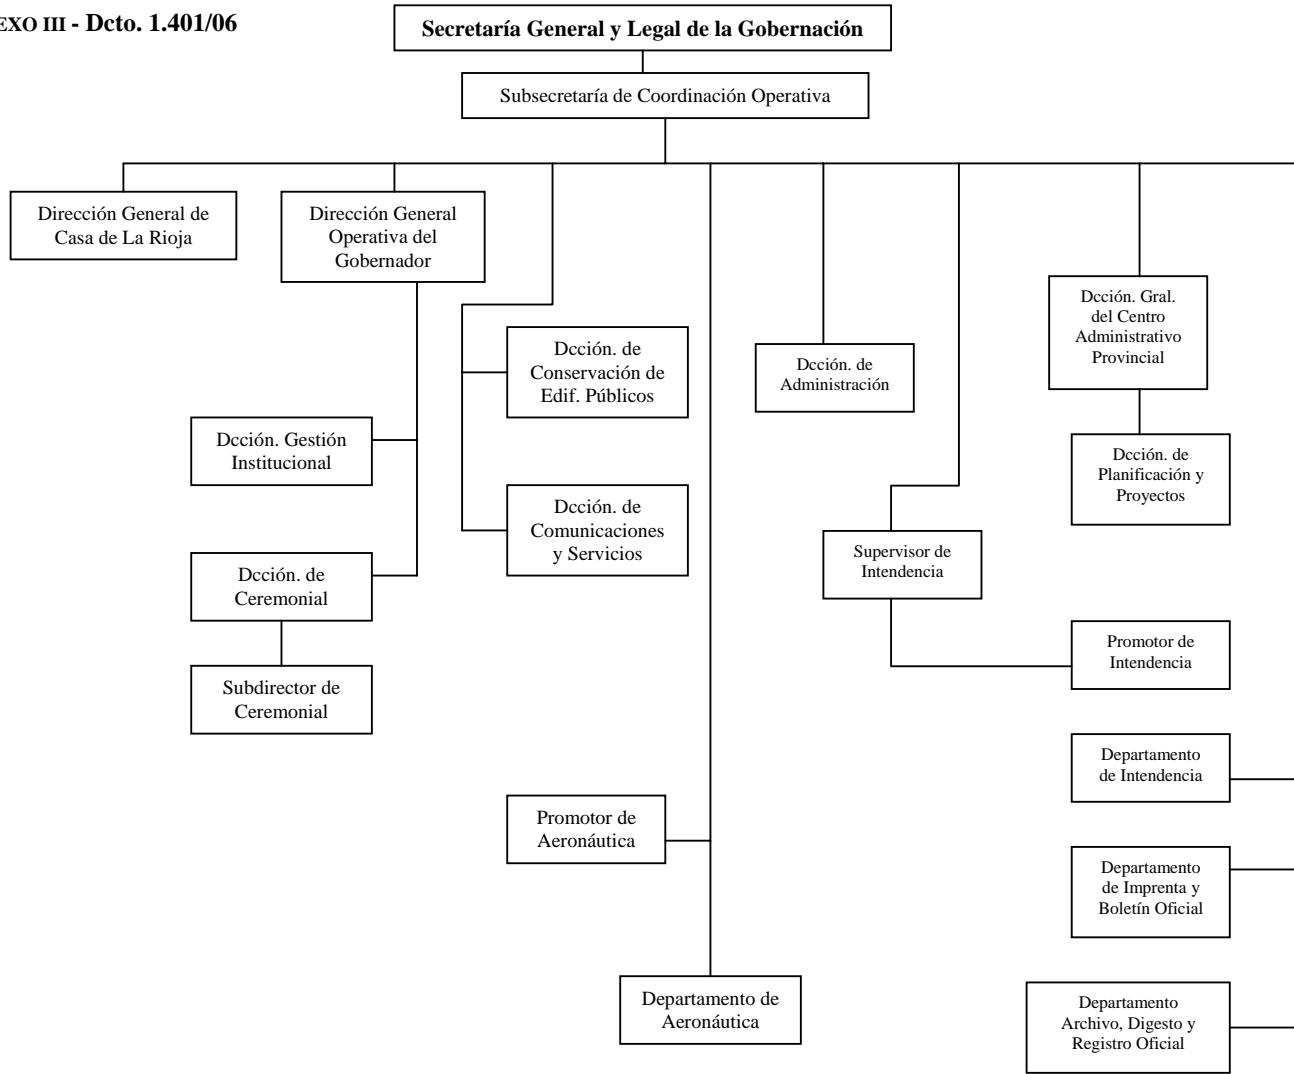 EXO III - Dcto. 1.401/06
Secretaría General y Legal de la Gobernación
Subsecretaría de Coordinación Operativa
Dirección General de
Casa de La Rioja
Dirección General
Operativa del
Gobernador
Dcción. Gral.
del Centro
Administrativo
Provincial
Dcción. de
Conservación de
Edif. Públicos
Dcción. de
Administración
Dcción. Gestión
Institucional
Dcción. de
Planificación y
Proyectos
Dcción. de
Comunicaciones
y Servicios
Supervisor de
Intendencia
Dcción. de
Ceremonial
Promotor de
Intendencia
Subdirector de
Ceremonial
Departamento
de Intendencia
Promotor de
Aeronáutica
Departamento
de Imprenta y
Boletín Oficial
Departamento de
Aeronáutica
Departamento
Archivo, Digesto y
Registro Oficial